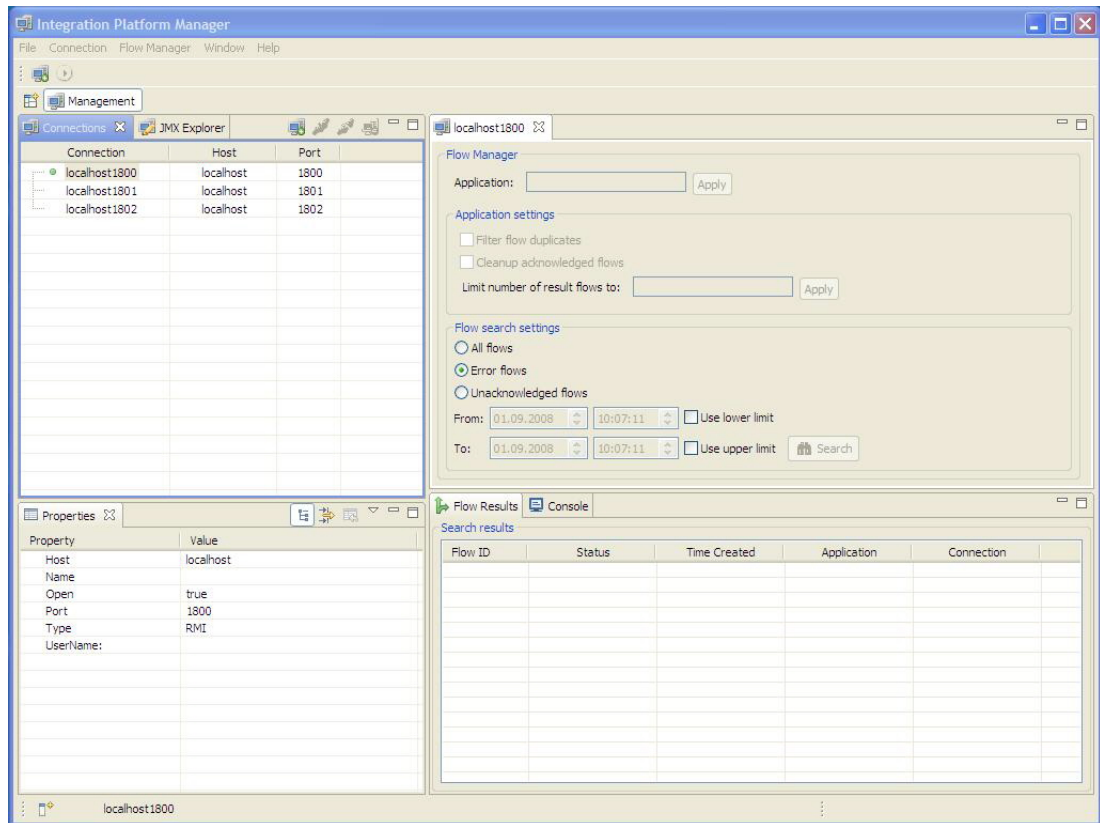 Integration Platform Manager
File Connection Flow Manager Window Help
Management
Connections JMX Explorer
Connection Host Port
localhost1800 localhost 1800
localhost1801 localhost 1801
localhost1802 localhost 1802
localhost1800
Flow Manager
Application: Apply
Application settings
Filter flow duplicates
Cleanup acknowledged flows
Limit number of result flows to: Apply
Flow search settings
All flows
Error flows
Unacknowledged flows
From: 01.09.2008 10:07:11 Use lower limit
To: 01.09.2008 10:07:11 Use upper limit Search
Properties
Property Value
Host localhost
Name
Open true
Port 1800
Type RMI
UserName:
Flow Results Console
Search results
Flow ID Status Time Created Application Connection
localhost1800